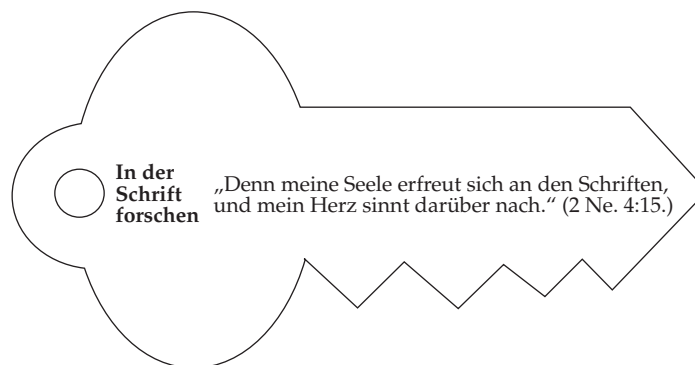 In der
Schrift
forschen
„Denn meine Seele erfreut sich an den Schriften,
und mein Herz sinnt darüber nach.“ (2 Ne. 4:15.)